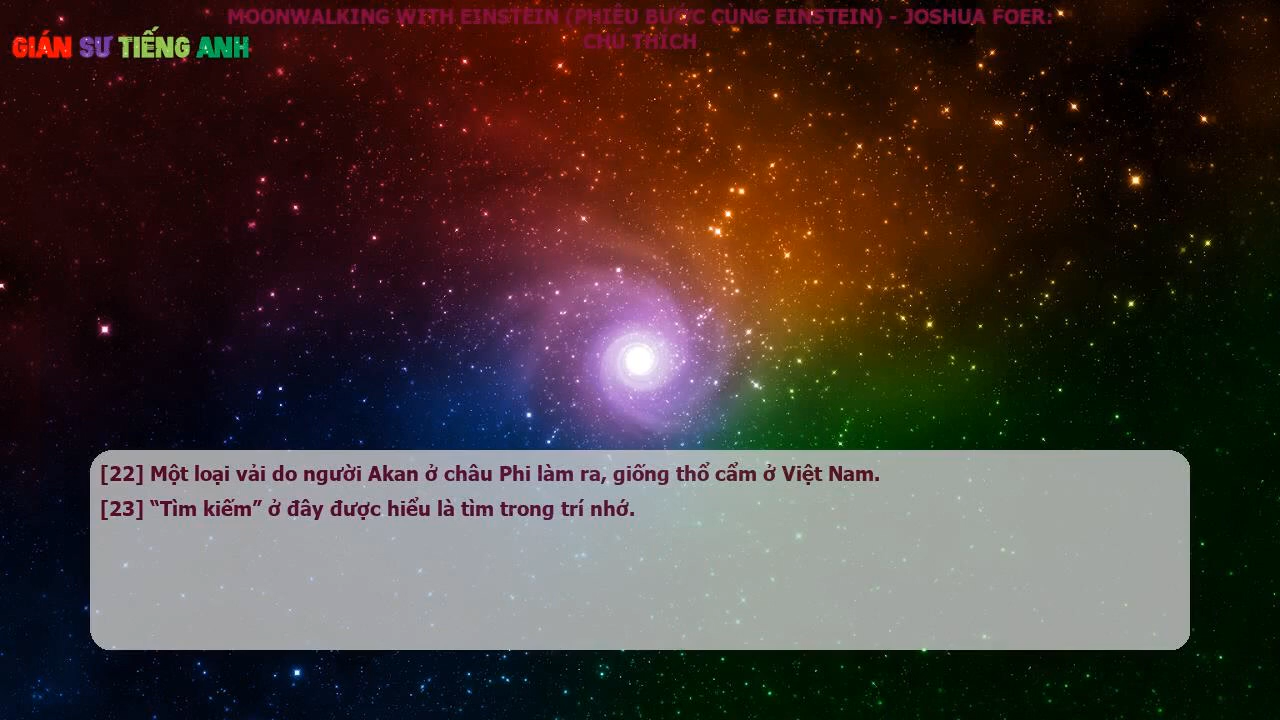 MOONWALKING WITH EINSTEIN (PHIÊU BƯỚC CÙNG EINSTEIN) - JOSHUA FOER:
CHÚ THÍCH
GIÁN SƯ TIẾNG ANH
[22] Một loại vải do người Akan ở châu Phi làm ra, giống thổ cẩm ở Việt Nam.
[23] “Tìm kiếm” ở đây được hiểu là tìm trong trí nhớ.